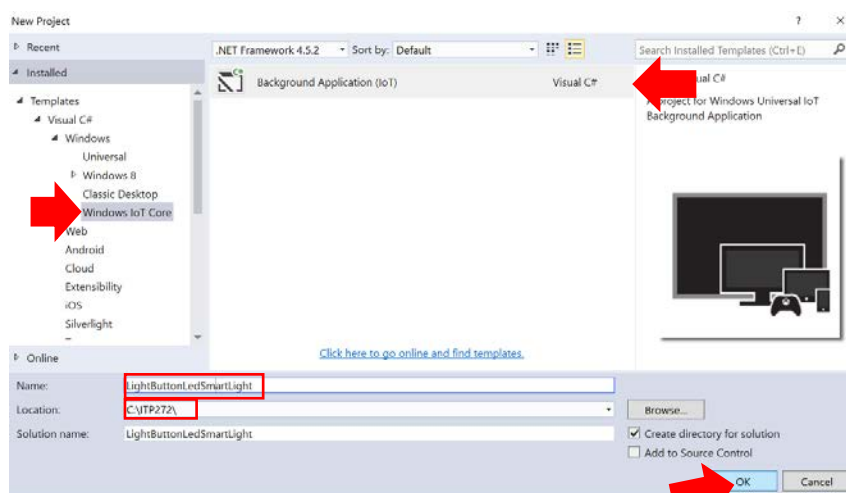 New Project
? ×
Recent
.NET Framework 4.5.2
Sort by: Default
Search Installed Templates (Ctrl+E)
Installed
Background Application (IoT)
Visual C#
ual C#
Templates
project for Windows Universal IoT
Visual C#
Background Application
Windows
Universal
Windows 8
Classic Desktop
Windows IoT Core
Web
Android
Cloud
Extensibility
iOS
Silverlight
Online
Click here to go online and find templates.
Name:
LightButtonLedSmartLight
Location:
C:\ITP272\
Browse...
Solution name:
LightButtonLedSmartLight
Create directory for solution
Add to Source Control
OK
Cancel